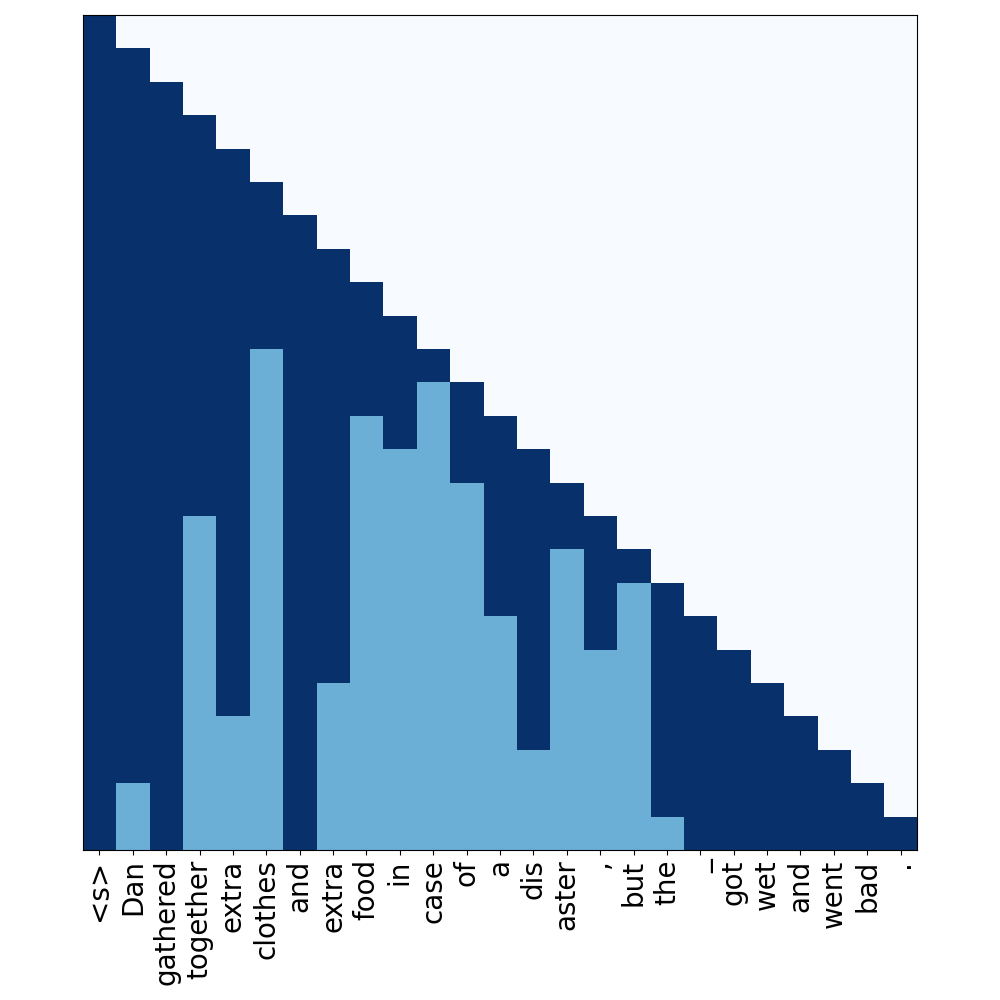 <s>
Dan
gathered
together
extra
clothes
and
extra
food
in
case
of
a
dis
aster
,
but
the
_
got
wet
and
went
bad
.